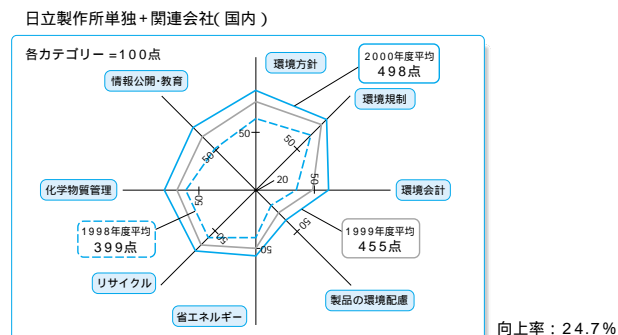 日立製作所単独+関連会社(国内)
各カテゴリー=100点
環境方針
2000年度平均
498点
情報公開・教育
環境規制
50
50
50
化学物質管理
50
20
50
環境会計
1998年度平均
399点
50
50
50
1999年度平均
455点
リサイクル
省エネルギー
製品の環境配慮
向上率:24.7%